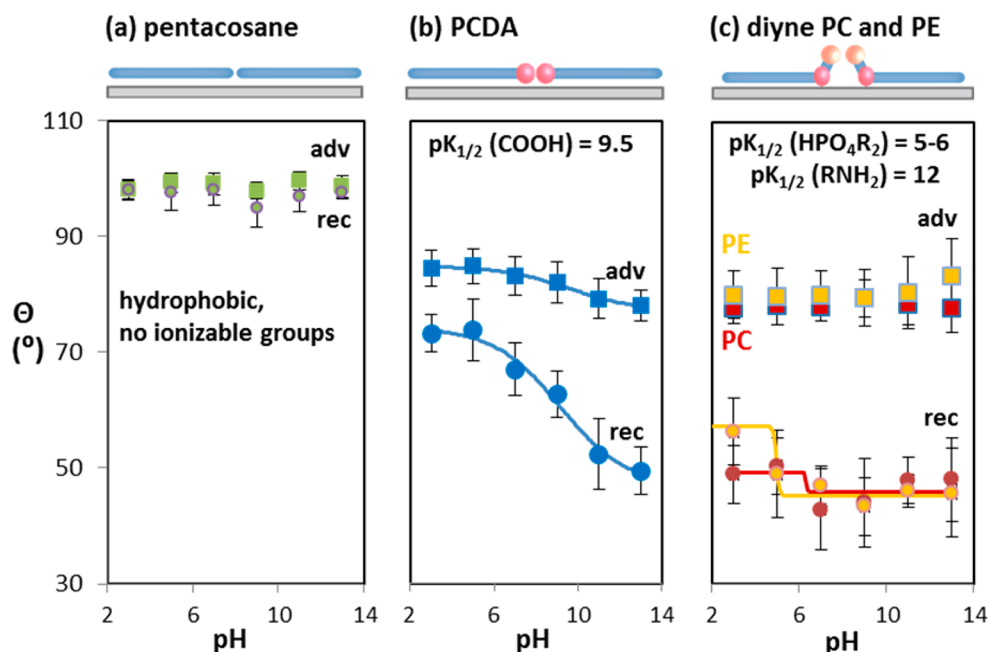 (a) pentacosane
(b) PCDA
(c) diyne PC and PE
110
90
70
50
30
Θ
(º)
adv
rec
hydrophobic,
no ionizable groups
2
6
10
14
pH
pK1/2 (COOH) = 9.5
adv
rec
2
6
10
14
pH
pK1/2 (HPO4R2) = 5-6
pK1/2 (RNH2) = 12
adv
PE
PC
rec
2
6
10
14
pH